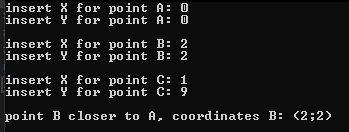 insert X for point A: 0
insert Y for point A: 0
insert X for point B: 2
insert Y for point B: 2
insert X for point C: 1
insert Y for point C: 9
point B closer to A, coordinates B: (2;2)